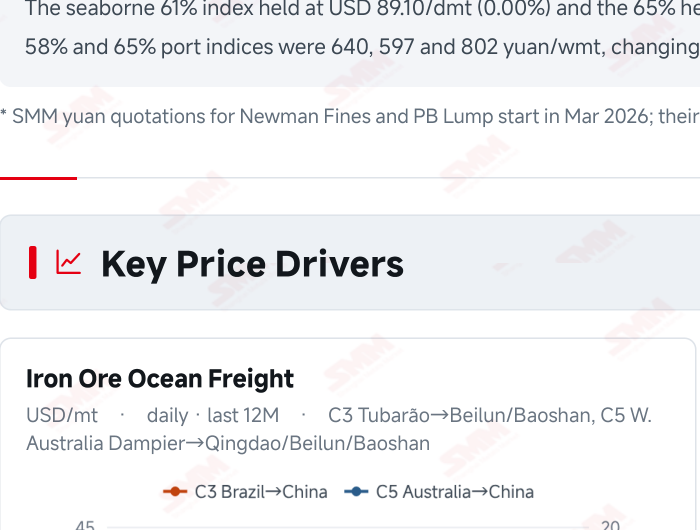 The seaborne 61% index held at USD 89.10/dmt (0.00%) and the 65% he
58% and 65% port indices were 640, 597 and 802 yuan/wmt, changing
* SMM yuan quotations for Newman Fines and PB Lump start in Mar 2026; their
Key Price Drivers
Iron Ore Ocean Freight
USD/mt · daily · last 12M · C3 Tubarão→Beilun/Baoshan, C5 W.
Australia Dampier→Qingdao/Beilun/Baoshan
C3 Brazil→China C5 Australia→China
45 20